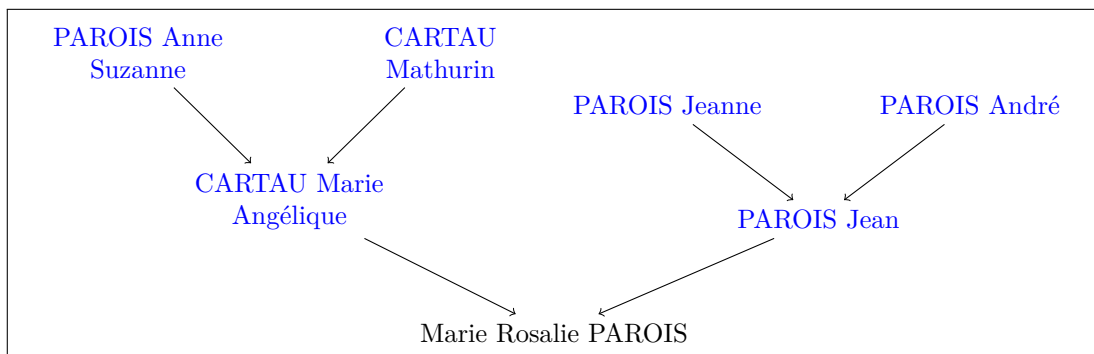 PAROIS Anne
Suzanne
CARTAU
Mathurin
PAROIS Jeanne
PAROIS André
CARTAU Marie
Angélique
PAROIS Jean
Marie Rosalie PAROIS